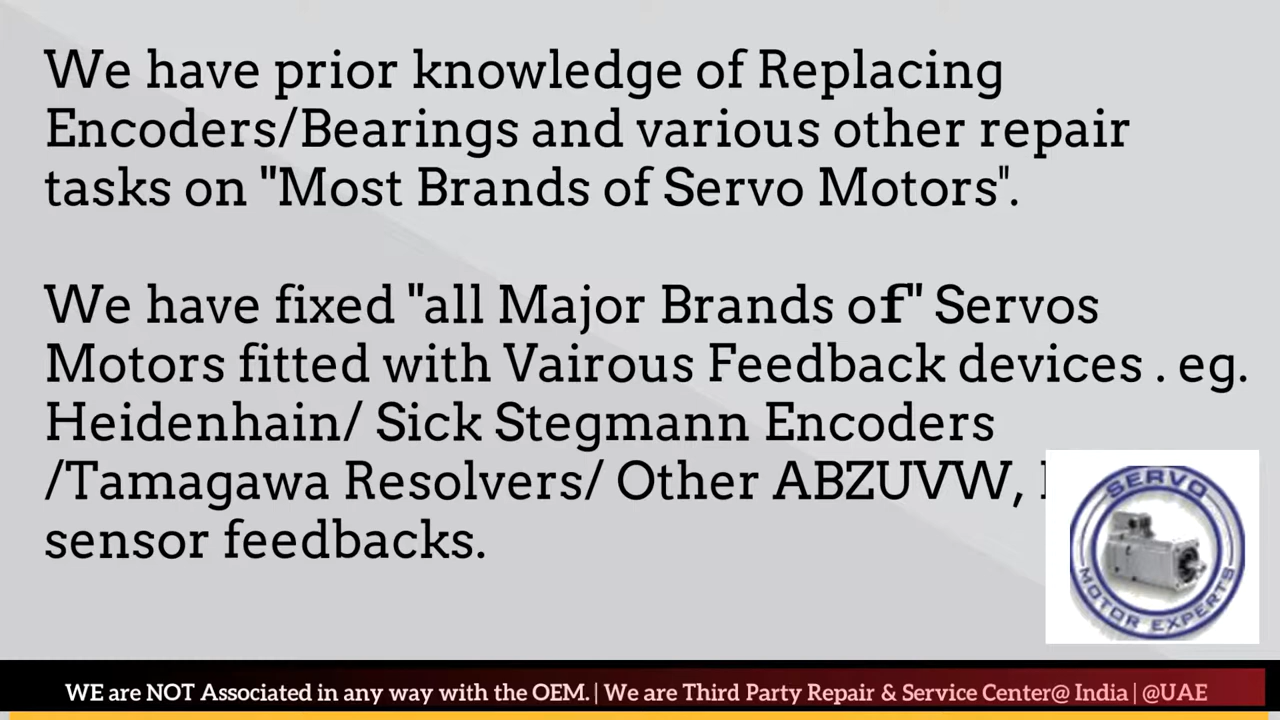 We have prior knowledge of Replacing
Encoders/Bearings and various other repair
tasks on "Most Brands of Servo Motors".
We have fixed "all Major Brands of" Servos
Motors fitted with Vairous Feedback devices . eg.
Heidenhain/ Sick Stegmann Encoders
/Tamagawa Resolvers/ Other ABZUVW,
sensor feedbacks.
SERVO
MOTOR EXPERTS
WE are NOT Associated in any way with the OEM. | We are Third Party Repair & Service Center@ India | @UAE